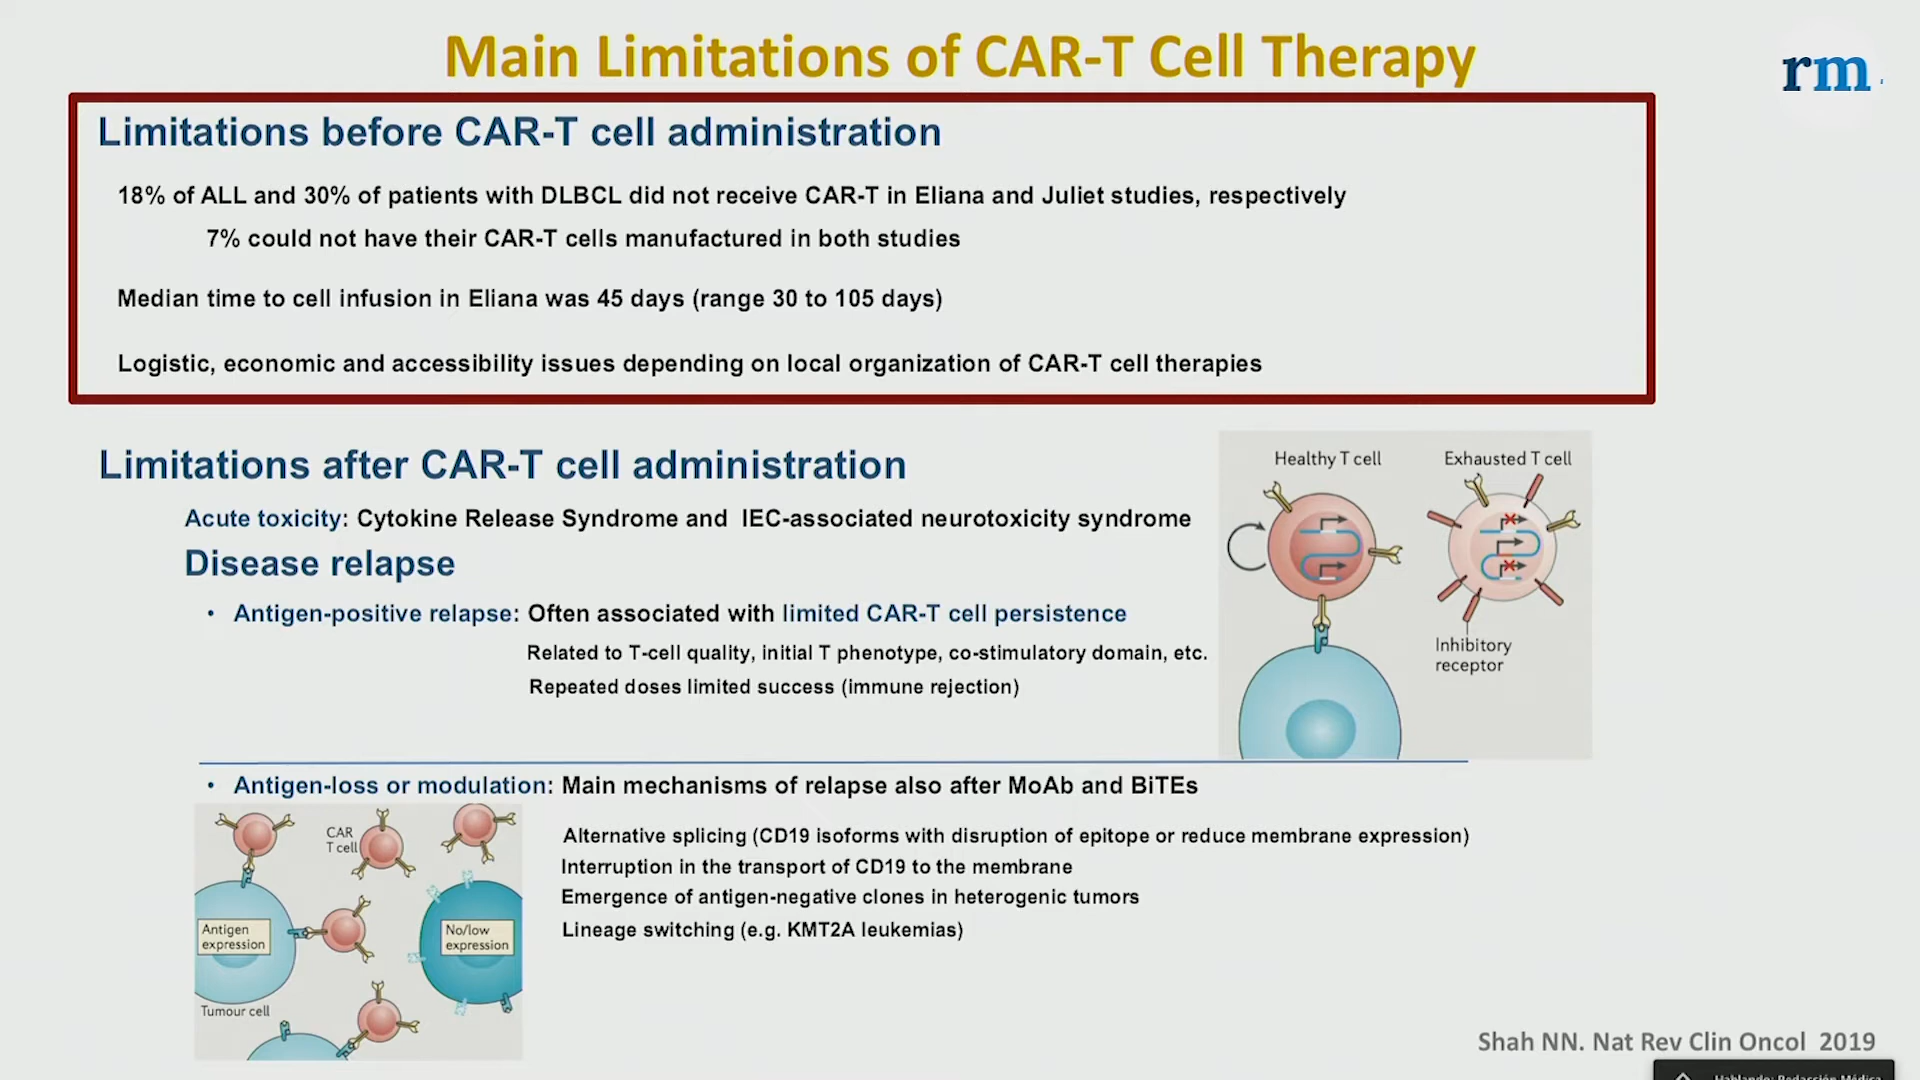 Main Limitations of CAR-T Cell Therapy
rm
Limitations before CAR-T cell administration
18% of ALL and 30% of patients with DLBCL did not receive CAR-T in Eliana and Juliet studies, respectively
7% could not have their CAR-T cells manufactured in both studies
Median time to cell infusion in Eliana was 45 days (range 30 to 105 days)
Logistic, economic and accessibility issues depending on local organization of CAR-T cell therapies
Limitations after CAR-T cell administration
Acute toxicity: Cytokine Release Syndrome and IEC-associated neurotoxicity syndrome
Disease relapse
• Antigen-positive relapse: Often associated with limited CAR-T cell persistence
Related to T-cell quality, initial T phenotype, co-stimulatory domain, etc.
Repeated doses limited success (immune rejection)
Healthy T cell
Exhausted T cell
Inhibitory
receptor
• Antigen-loss or modulation: Main mechanisms of relapse also after MoAb and BiTEs
Alternative splicing (CD19 isoforms with disruption of epitope or reduce membrane expression)
Interruption in the transport of CD19 to the membrane
Emergence of antigen-negative clones in heterogenic tumors
Lineage switching (e.g. KMT2A leukemias)
CAR
T cell
Antigen
expression
No/low
expression
Tumour cell
Shah NN. Nat Rev Clin Oncol 2019
Hablando: Redacción Médica